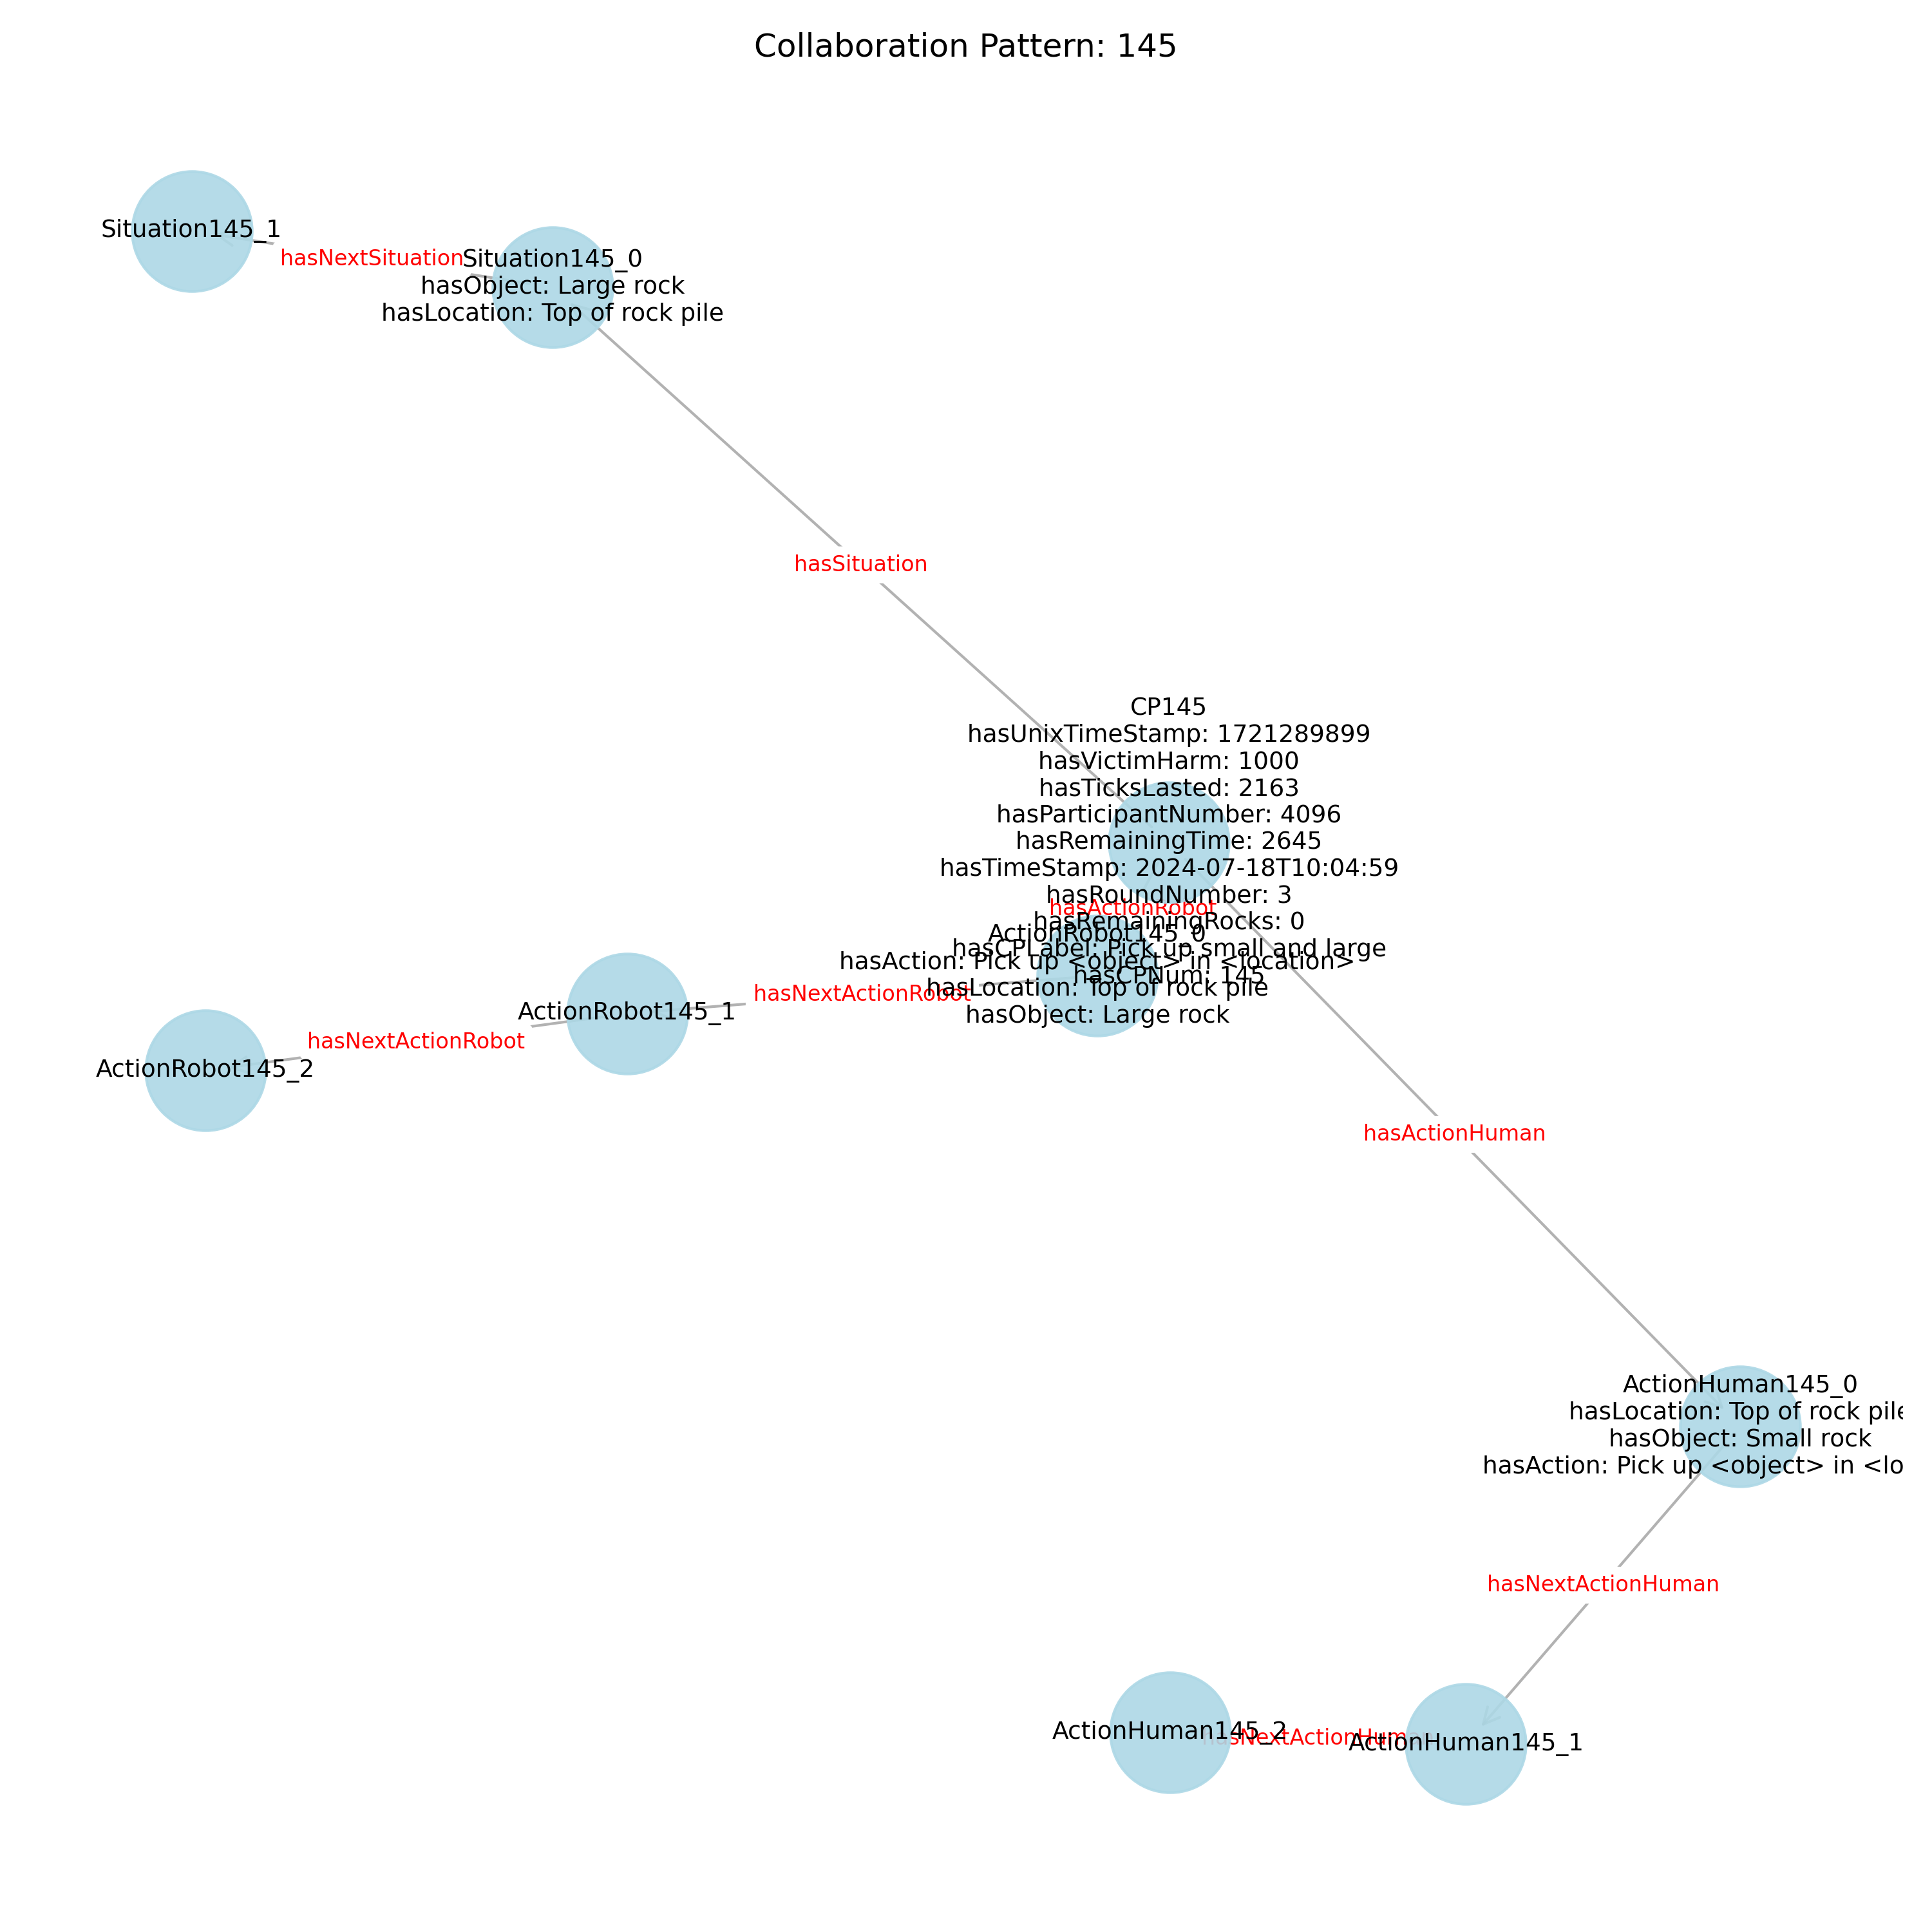 Collaboration Pattern: 145
Situation145_1
hasNextSituation
Situation145_0
hasObject: Large rock
hasLocation: Top of rock pile
hasSituation
CP145
hasUnixTimeStamp: 1721289899
hasVictimHarm: 1000
hasTicksLasted: 2163
hasParticipantNumber: 4096
hasRemainingTime: 2645
hasTimeStamp: 2024-07-18T10:04:59
hasRoundNumber: 3
hasRemainingRocks: 0
hasCPLabel: Pick up small and large
hasCPNum: 145
hasActionRobot
ActionRobot145_0
hasAction: Pick up <object> in <location>
hasLocation: Top of rock pile
hasObject: Large rock
hasNextActionRobot
ActionRobot145_1
hasNextActionRobot
ActionRobot145_2
hasActionHuman
ActionHuman145_0
hasLocation: Top of rock pile
hasObject: Small rock
hasAction: Pick up <object> in <lo
hasNextActionHuman
ActionHuman145_1
hasNextActionHuman
ActionHuman145_2